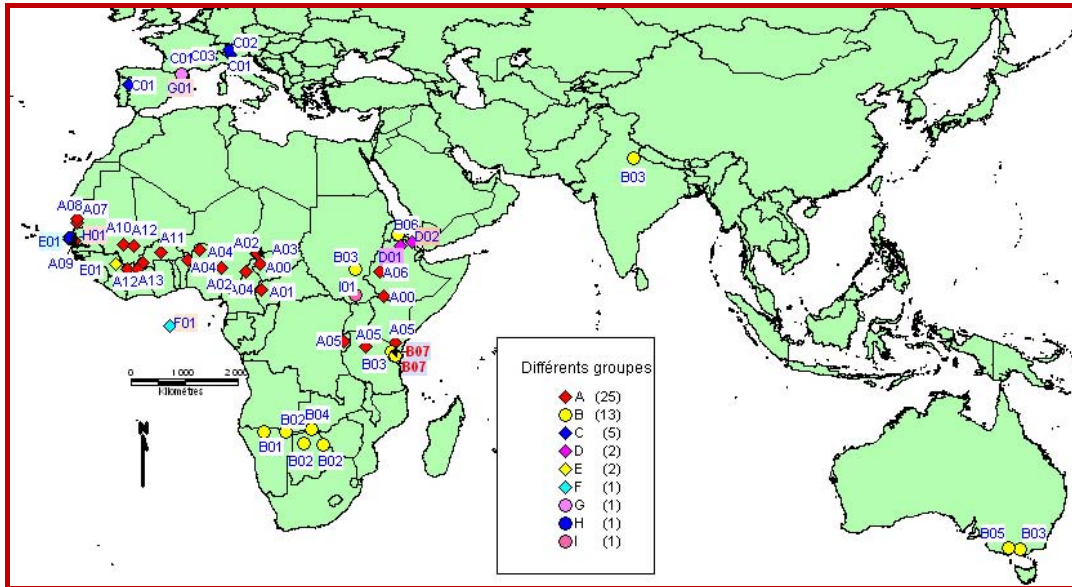 C02
C01 C03
C01
G01
C01
B03
A08 A07
B06
D02
A10 A12
E01 H01
A11
A02 A03
D01
A09
A04
B03
E01
A04
A00
A06
A12 A13
A02 A04
A01
I01
A00
F01
A05 A05 A05
B07
B03
B07
0 1 000 2 000
Kilométres
N
B02 B04
B01
B02 B02
Différents groupes
A (25)
B (13)
C (5)
D (2)
E (2)
F (1)
G (1)
H (1)
I (1)
B05 B03